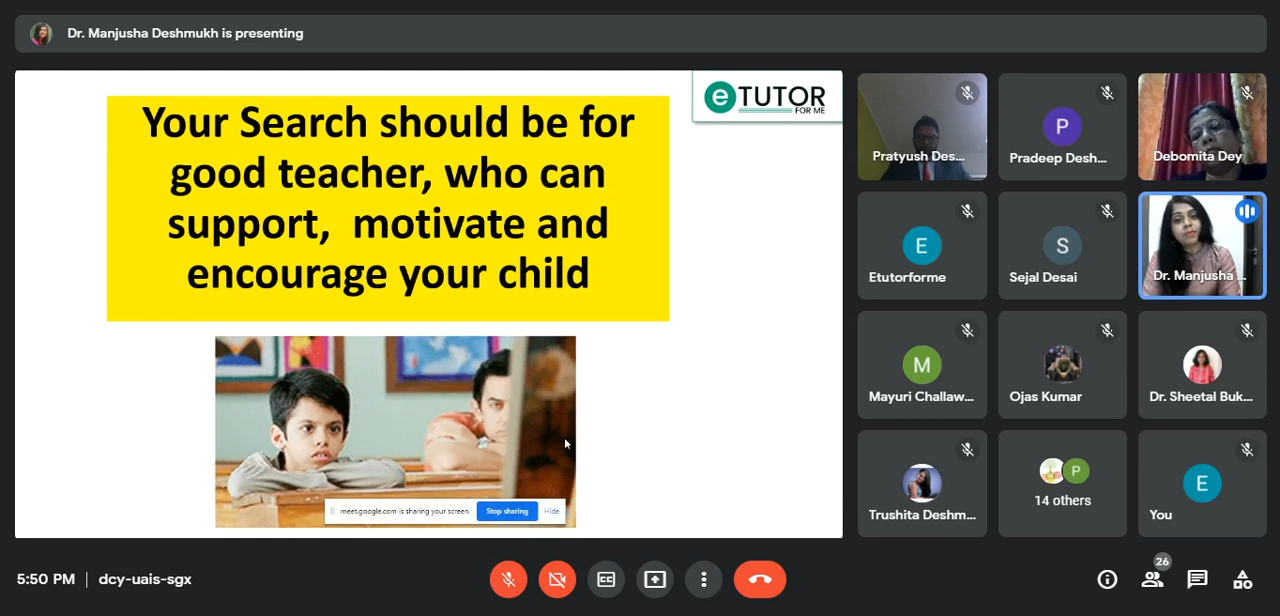 Dr. Manjusha Deshmukh is presenting
e TUTOR
FOR ME
Your Search should be for
good teacher, who can
support, motivate and
encourage your child
meet.google.com is sharing your screen.
Stop sharing
Hide
Pratyush Des...
P
Pradeep Desh...
Debomita Dey
E
Etutorforme
S
Sejal Desai
Dr. Manjusha ...
M
Mayuri Challaw...
Ojas Kumar
Dr. Sheetal Buk...
Trushita Deshm...
P
14 others
E
You
5:50 PM | dcy-uais-sgx
CC
26